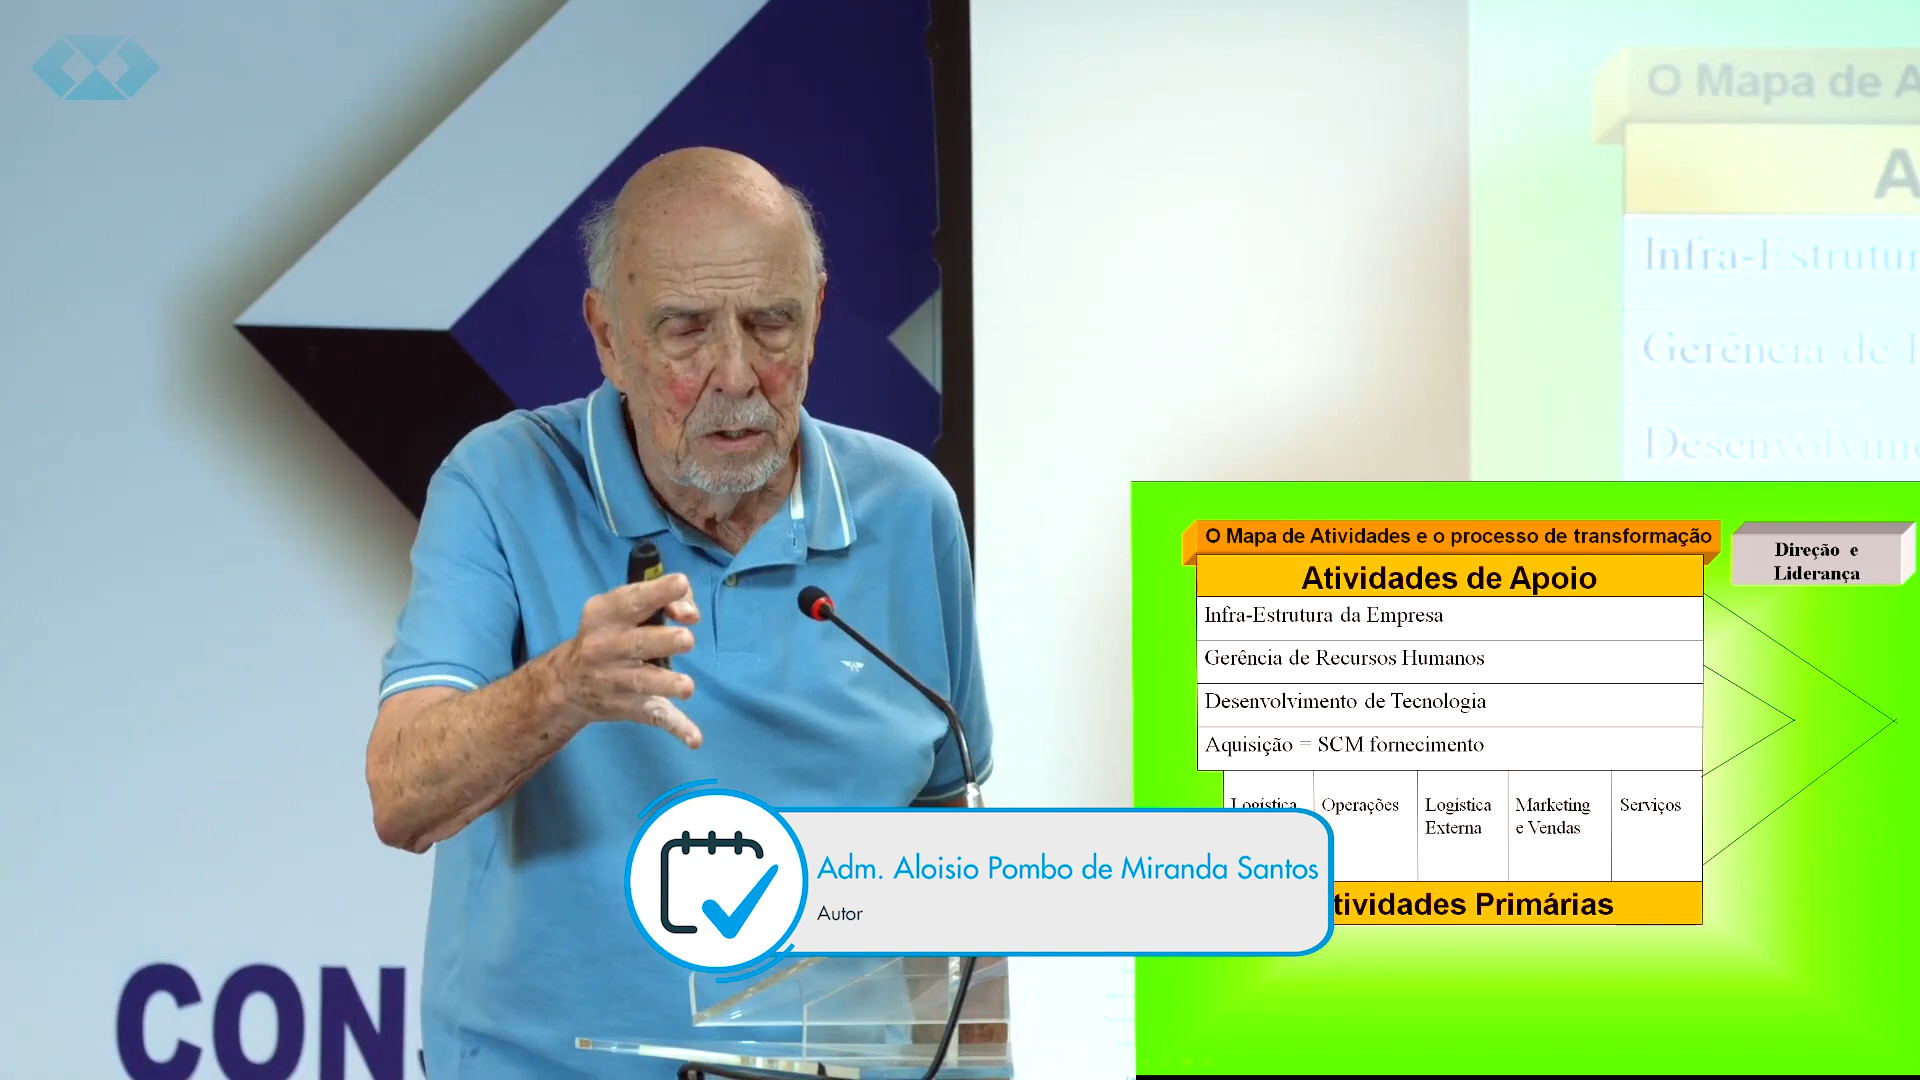 O Mapa de A
A
Infra-Estrutur
Gerência de
Desenvolvime
O Mapa de Atividades e o processo de transformação
Direção e
Liderança
Atividades de Apoio
Infra-Estrutura da Empresa
Gerência de Recursos Humanos
Desenvolvimento de Tecnologia
Aquisição = SCM fornecimento
Logística
Operações
Logística
Externa
Marketing
e Vendas
Serviços
tividades Primárias
Adm. Aloisio Pombo de Miranda Santos
Autor
CON